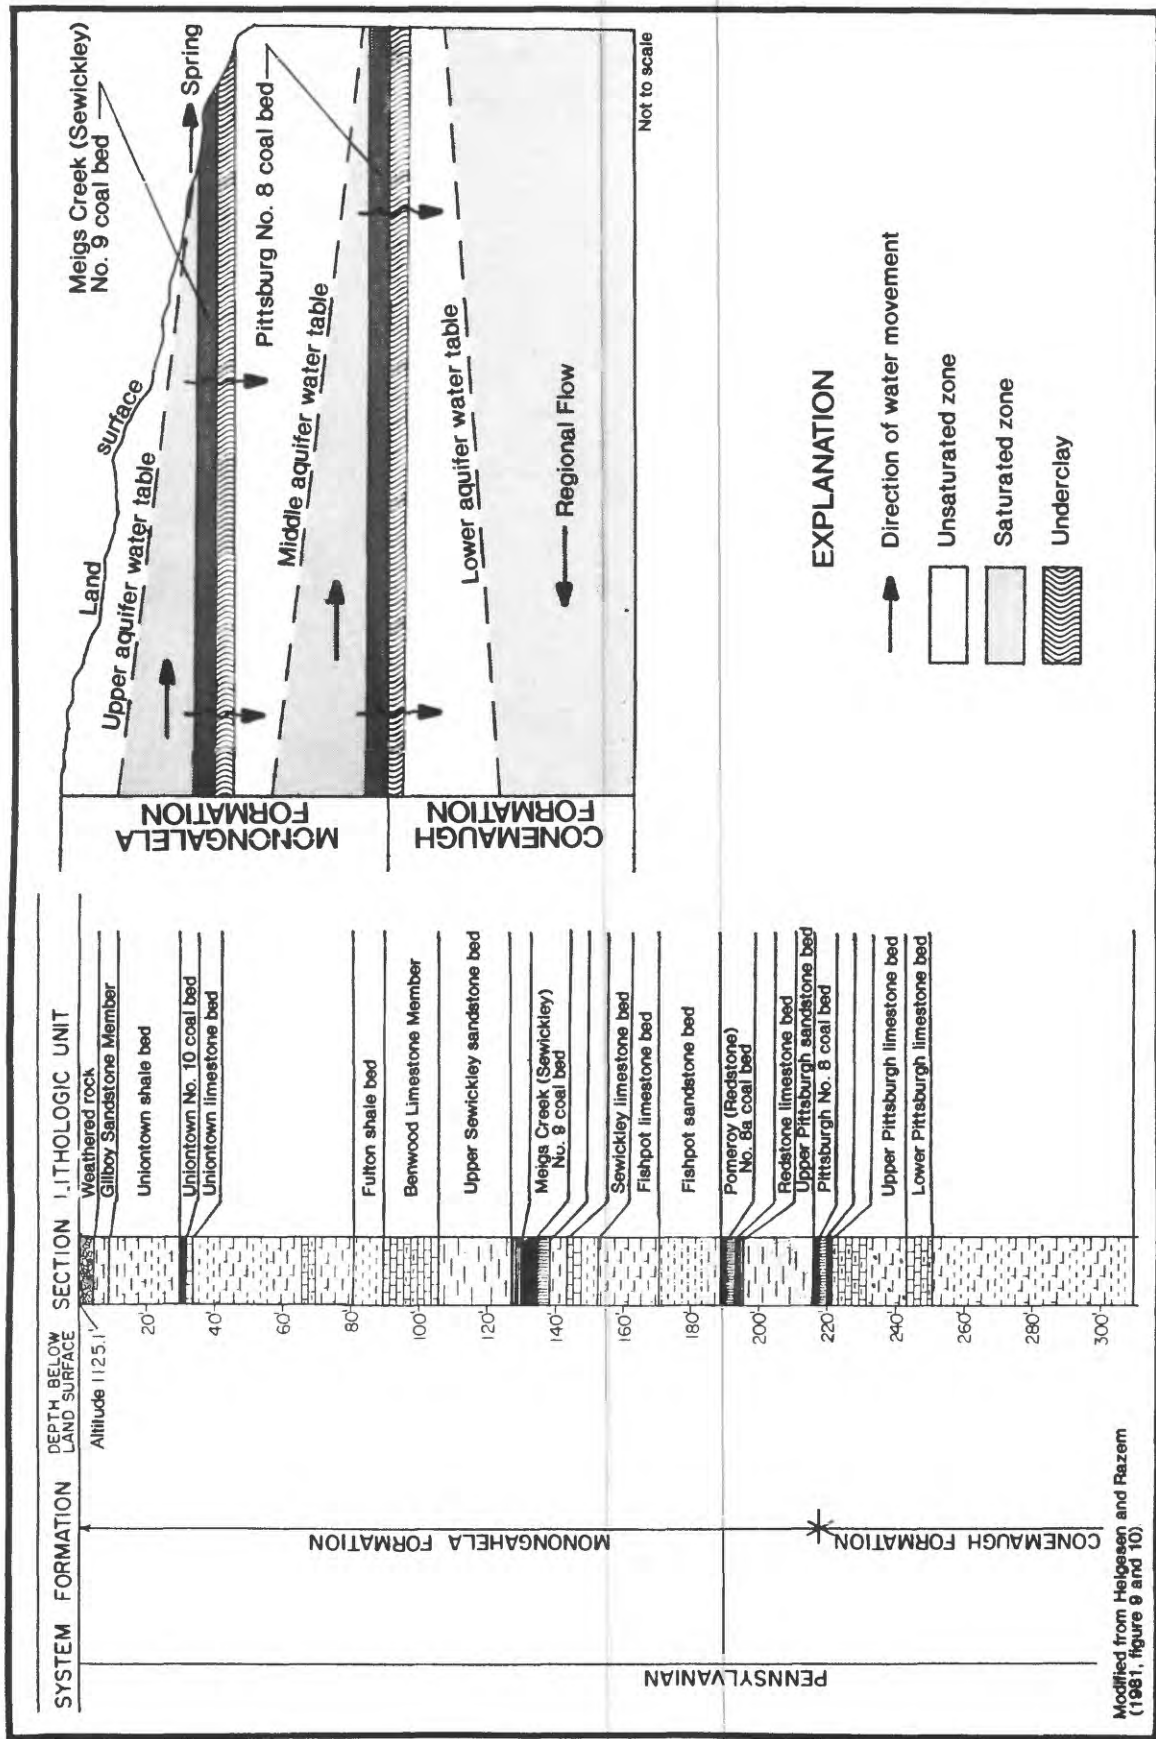 SYSTEM
FORMATION
DEPTH BELOW
LAND SURFACE
SECTION
LITHOLOGIC UNIT
Altitude 1125.1'
20'
40'
60'
80'
100'
120'
140'
160'
180'
200'
220'
240'
260'
280'
300'
PENNSYLVANIAN
MONONGAHELA FORMATION
CONEMAUGH FORMATION
Weathered rock
Gilboy Sandstone Member
Uniontown shale bed
Uniontown No. 10 coal bed
Uniontown limestone bed
Fulton shale bed
Benwood Limestone Member
Upper Sewickley sandstone bed
Meigs Creek (Sewickley)
No. 9 coal bed
Sewickley limestone bed
Fishpot limestone bed
Fishpot sandstone bed
Pomeroy (Redstone)
No. 8a coal bed
Redstone limestone bed
Upper Pittsburgh sandstone bed
Pittsburgh No. 8 coal bed
Upper Pittsburgh limestone bed
Lower Pittsburgh limestone bed
Modified from Helgesen and Razem
(1981, figure 9 and 10)
MONONGALELA
FORMATION
CONEMAUGH
FORMATION
Land
surface
Upper aquifer water table
Meigs Creek (Sewickley)
No. 9 coal bed
Spring
Pittsburg No. 8 coal bed
Middle aquifer water table
Lower aquifer water table
Regional Flow
Not to scale
EXPLANATION
Direction of water movement
Unsaturated zone
Saturated zone
Underclay